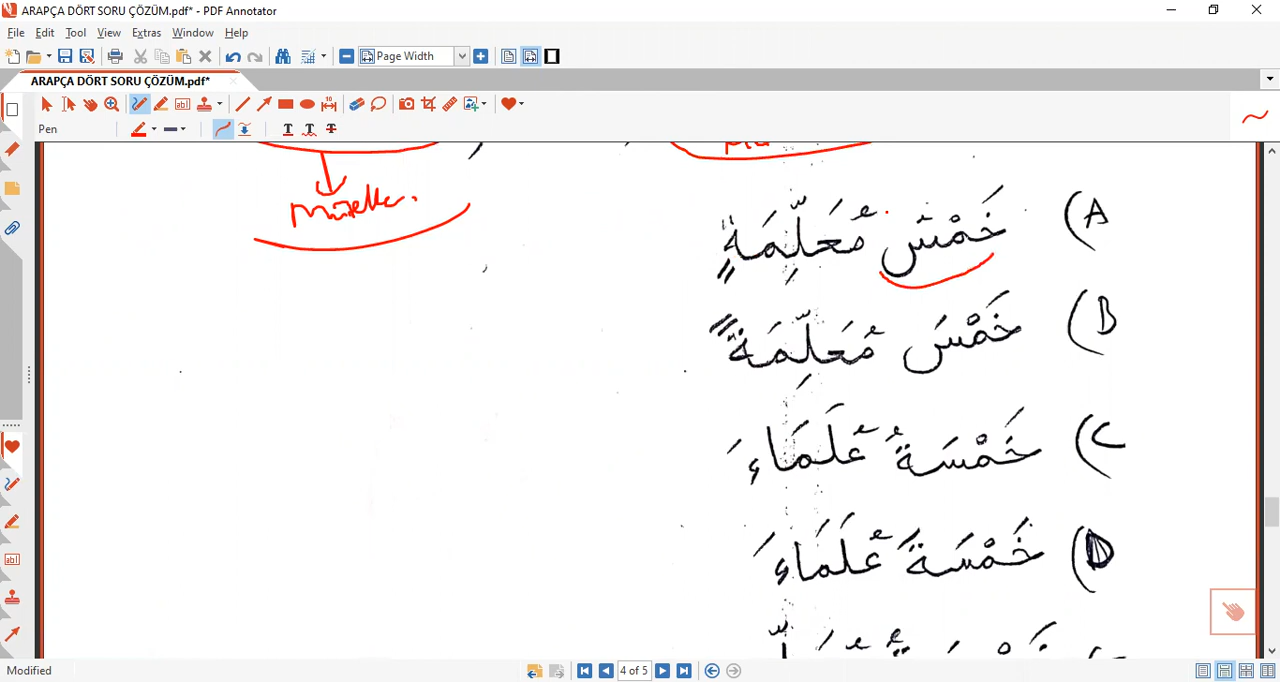 ARAPÇA DÖRT SORU ÇÖZÜM.pdf* - PDF Annotator
File Edit Tool View Extras Window Help
Page Width
ARAPÇA DÖRT SORU ÇÖZÜM.pdf*
Pen
A) خَمْسُ مُعَلِّمَةٍ
B) خَمْسَ مُعَلِّمَةً
C) خَمْسَةُ عُلَمَاءَ
D) خَمْسَةً عُلَمَاءَ
Modified
4 of 5